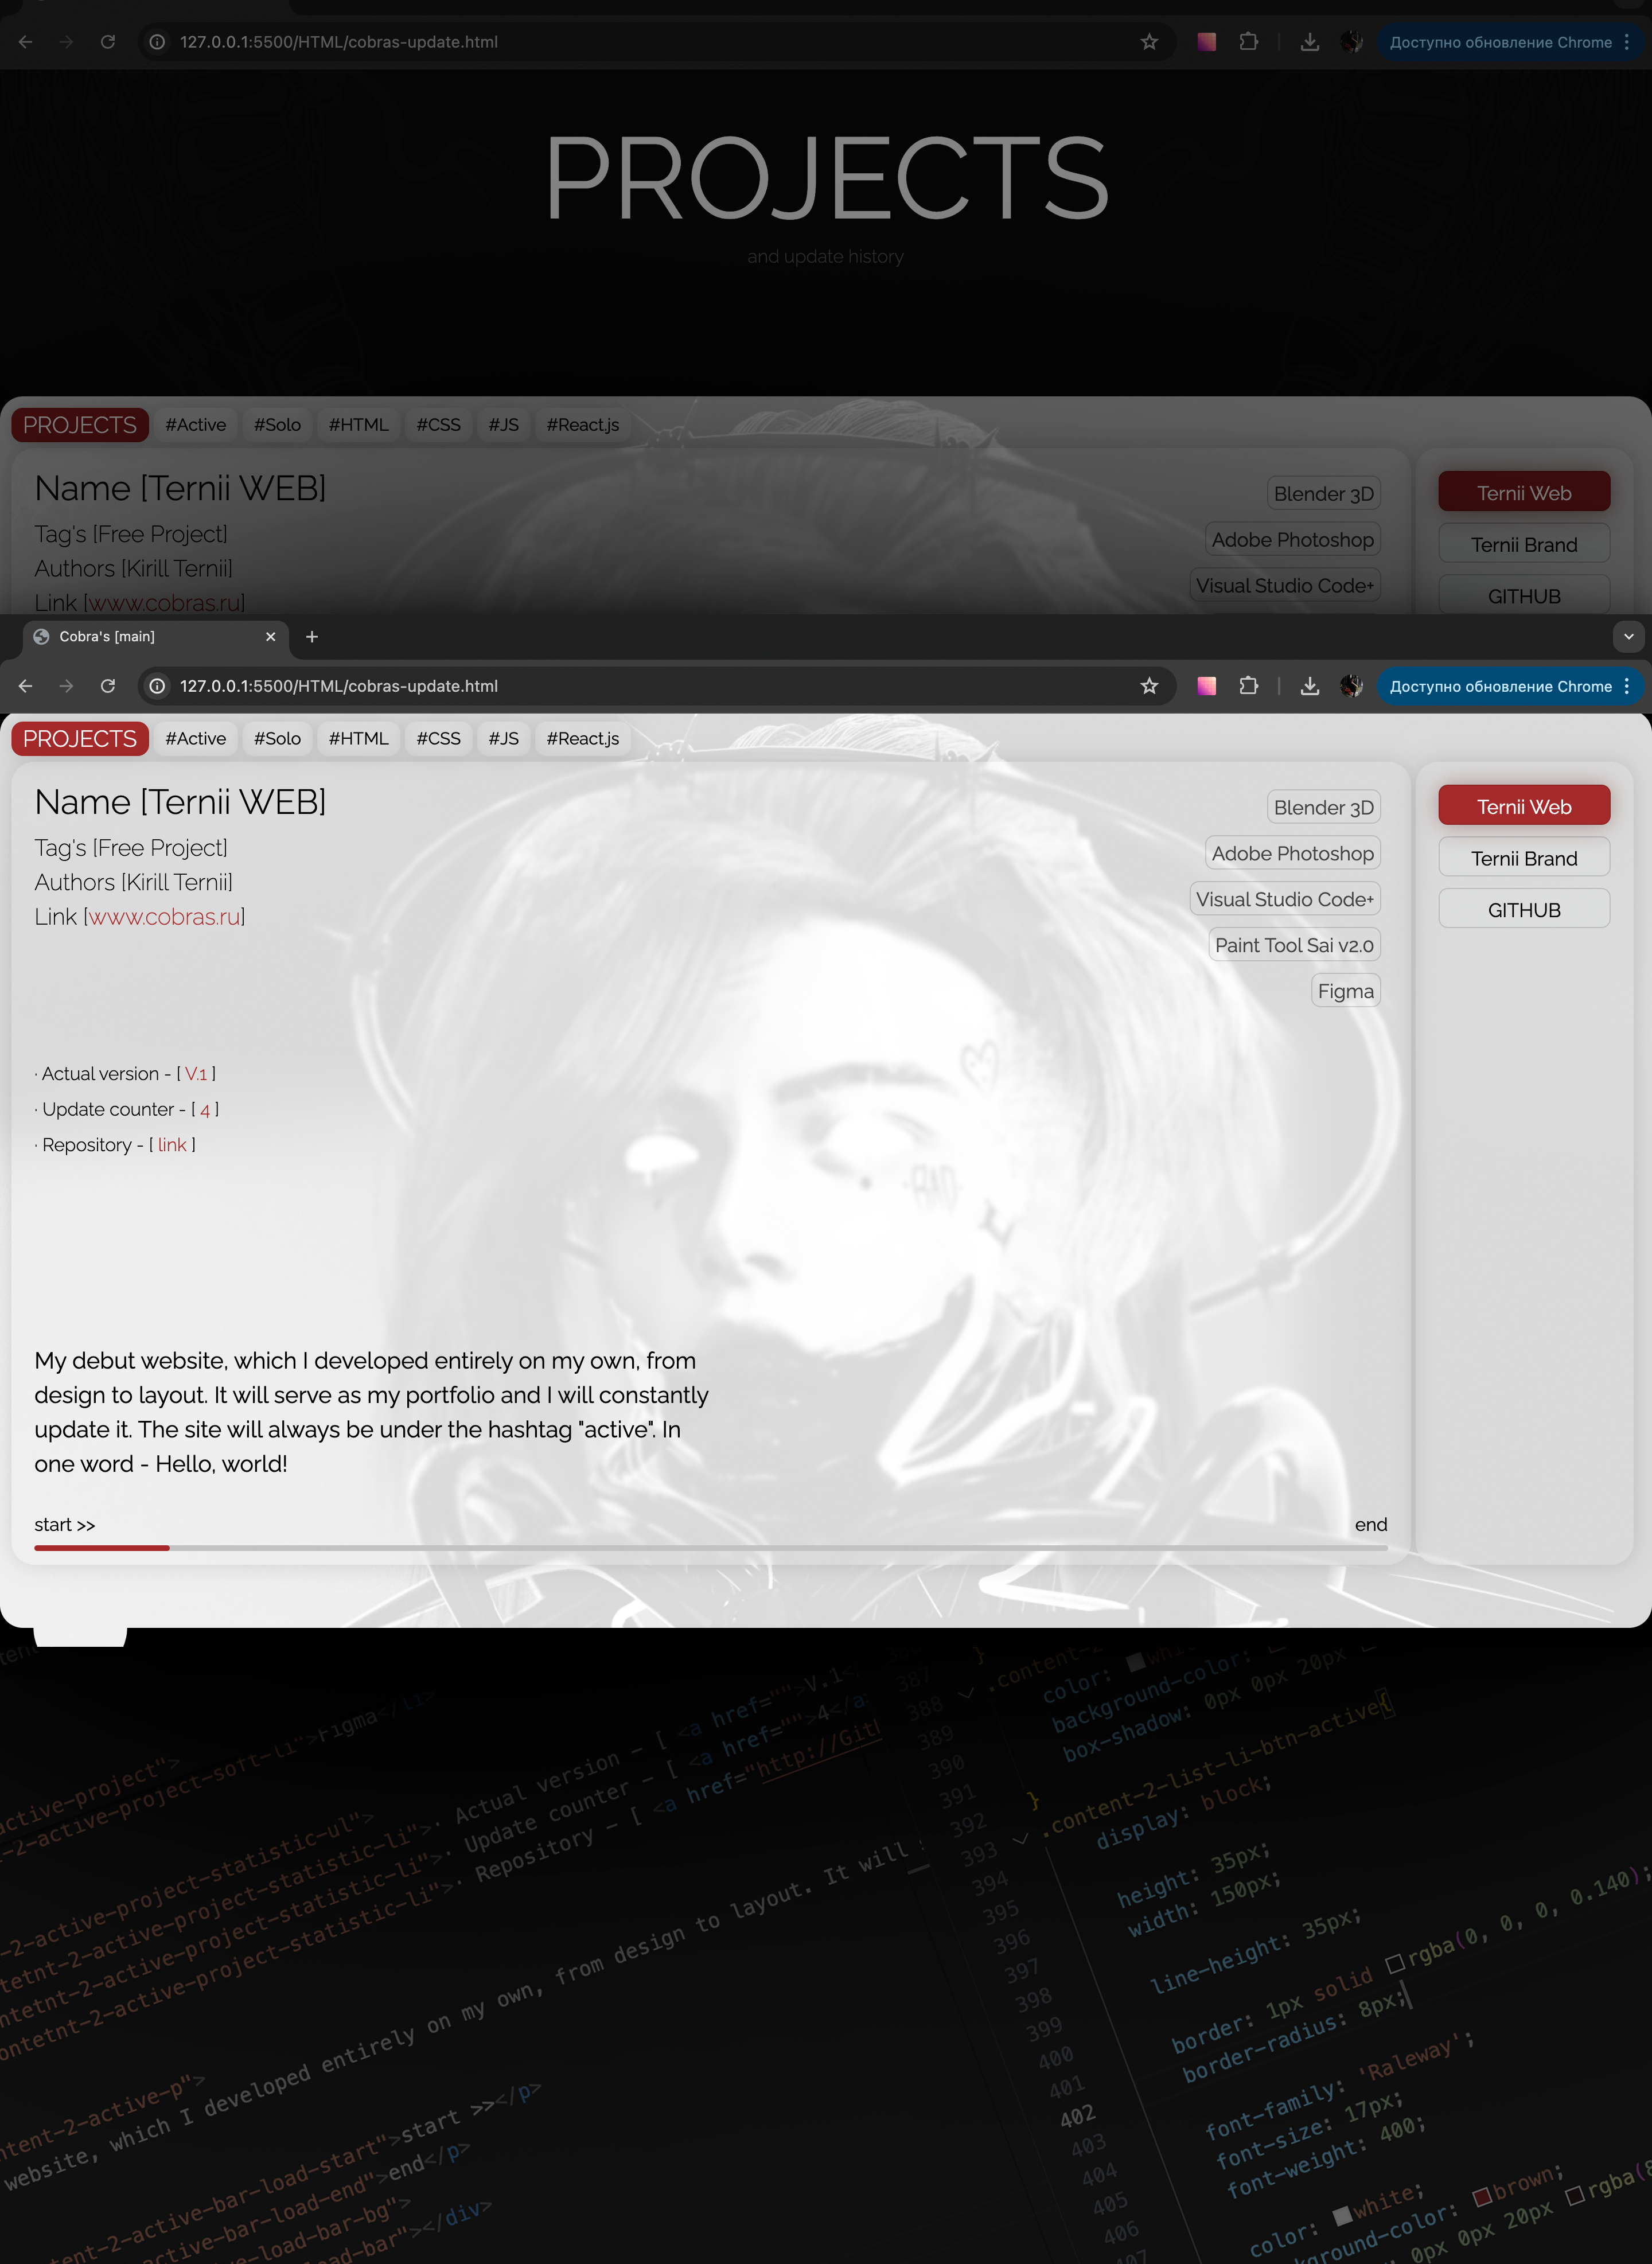 127.0.0.1:5500/HTML/cobras-update.html
Доступно обновление Chrome
PROJECTS
and update history
PROJECTS #Active #Solo #HTML #CSS #JS #React.js
Name [Ternii WEB]
Tag's [Free Project]
Authors [Kirill Ternii]
Link [www.cobras.ru]
Blender 3D
Adobe Photoshop
Visual Studio Code+
Ternii Web
Ternii Brand
GITHUB
Cobra's [main]
127.0.0.1:5500/HTML/cobras-update.html
Доступно обновление Chrome
PROJECTS #Active #Solo #HTML #CSS #JS #React.js
Name [Ternii WEB]
Tag's [Free Project]
Authors [Kirill Ternii]
Link [www.cobras.ru]
Blender 3D
Adobe Photoshop
Visual Studio Code+
Paint Tool Sai v2.0
Figma
Ternii Web
Ternii Brand
GITHUB
· Actual version - [ V.1 ]
· Update counter - [ 4 ]
· Repository - [ link ]
BAD
My debut website, which I developed entirely on my own, from
design to layout. It will serve as my portfolio and I will constantly
update it. The site will always be under the hashtag "active". In
one word - Hello, world!
start >>
end
active-project">
-2-active-project-soft-li">Figma</li>
-2-active-project-statistic-ul">
tetnt-2-active-project-statistic-li">· Actual version - [ <a href="">V.1<
ntetnt-2-active-project-statistic-li">· Update counter - [ <a href="">4</a>
ontetnt-2-active-project-statistic-li">· Repository - [ <a href="http://Git
ntent-2-active-p">
website, which I developed entirely on my own, from design to layout. It will
ntent-2-active-bar-load-start">start >></p>
ent-2-active-bar-load-end">end</p>
active-load-bar-bg">
load-bar"></div>
387 }
388 .content-2
389 color: whi
390 background-color:
391 box-shadow: 0px 0px 20px
392 }
393 .content-2-list-li-btn-active{
394 display: block;
395
396 height: 35px;
397 width: 150px;
398
399 line-height: 35px;
400
401 border: 1px solid rgba(0, 0, 0, 0.140);
402 border-radius: 8px;
403
404 font-family: 'Raleway';
405 font-size: 17px;
406 font-weight: 400;
407
color: white;
background-color: brown;
0px 0px 20px rgba(8